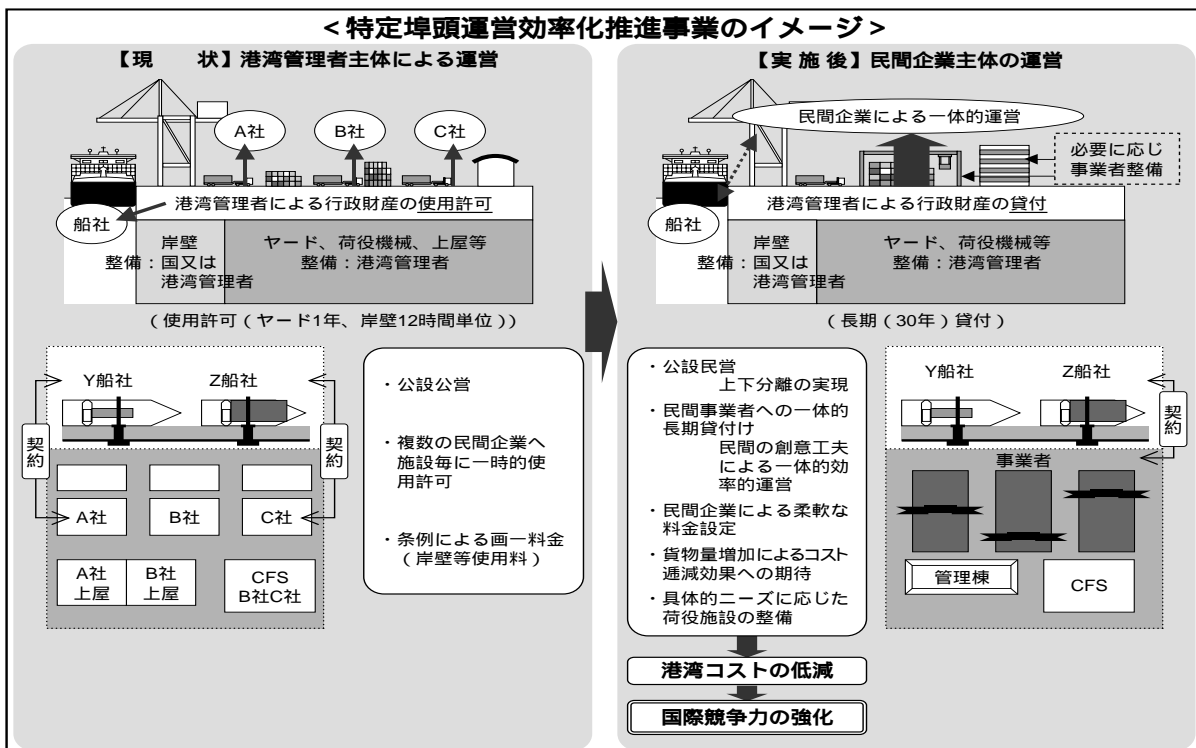 ＜特定埠頭運営効率化推進事業のイメージ＞
【現　　状】港湾管理者主体による運営
A社
B社
C社
船社
港湾管理者による行政財産の使用許可
岸壁
整備：国又は
港湾管理者
ヤード、荷役機械、上屋等
整備：港湾管理者
（使用許可（ヤード1年、岸壁12時間単位））
Y船社
Z船社
契約
契約
A社
B社
C社
A社
上屋
B社
上屋
CFS
B社C社
・公設公営
・複数の民間企業へ
施設毎に一時的使
用許可
・条例による画一料金
（岸壁等使用料）
【実施後】民間企業主体の運営
民間企業による一体的運営
必要に応じ
事業者整備
船社
港湾管理者による行政財産の貸付
岸壁
整備：国又は
港湾管理者
ヤード、荷役機械等
整備：港湾管理者
（長期（30年）貸付）
・公設民営
上下分離の実現
・民間事業者への一体的
長期貸付け
民間の創意工夫
による一体的効
率的運営
・民間企業による柔軟な
料金設定
・貨物量増加によるコスト
逓減効果への期待
・具体的ニーズに応じた
荷役施設の整備
港湾コストの低減
国際競争力の強化
Y船社
Z船社
契約
事業者
管理棟
CFS